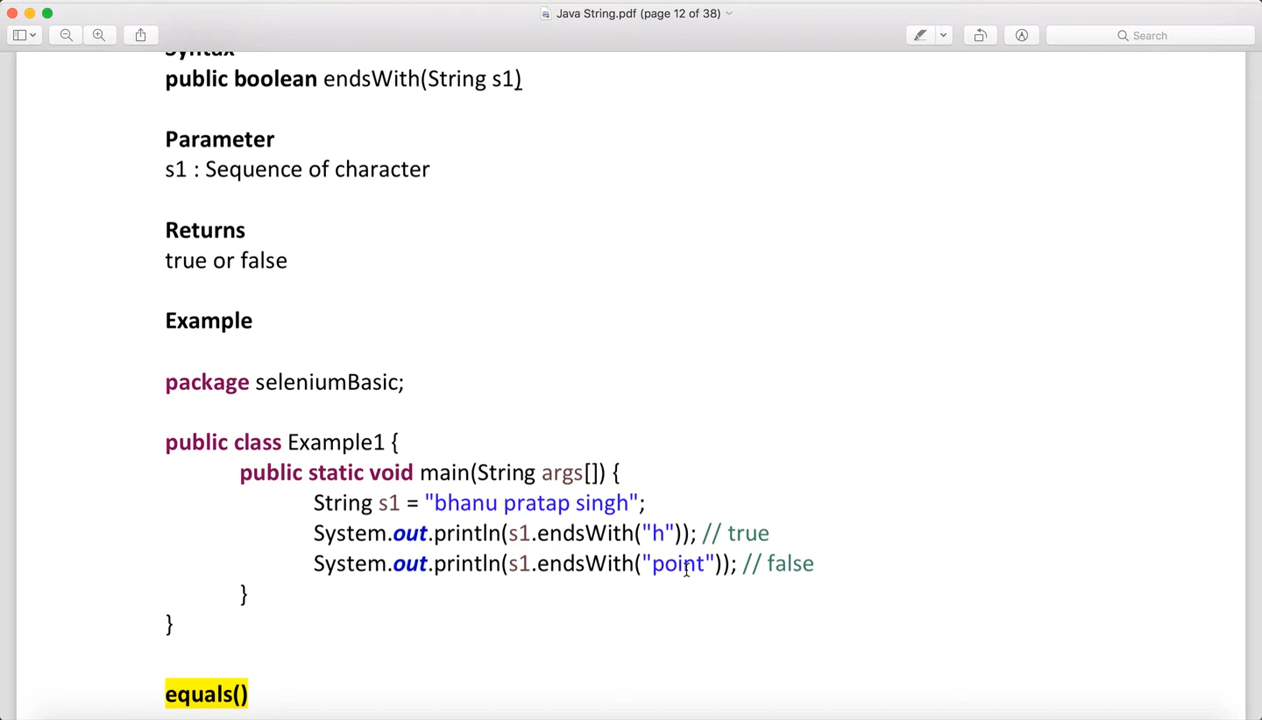 Java String.pdf (page 12 of 38)
Search
Syntax
public boolean endsWith(String s1)
Parameter
s1 : Sequence of character
Returns
true or false
Example
package seleniumBasic;
public class Example1 {
public static void main(String args[]) {
String s1 = "bhanu pratap singh";
System.out.println(s1.endsWith("h")); // true
System.out.println(s1.endsWith("point")); // false
}
}
equals()